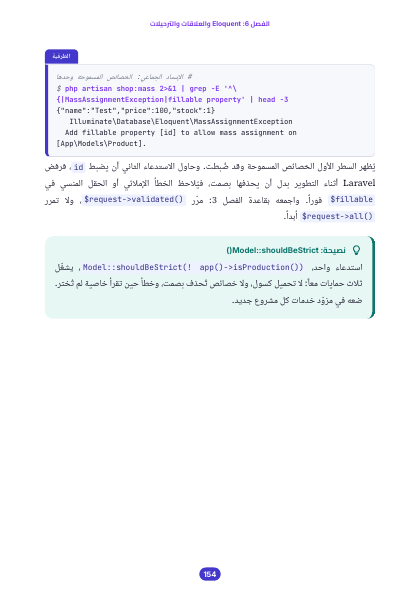 الفصل 6: Eloquent والعلاقات والترحيلات
الطرفية
# الإسناد الجماعي: الخصائص المسموحة وحدها
$ php artisan shop:mass 2>&1 | grep -E '^\
{|MassAssignmentException|fillable property' | head -3
{"name":"Test","price":100,"stock":1}
Illuminate\Database\Eloquent\MassAssignmentException
Add fillable property [id] to allow mass assignment on
[App\Models\Product].
يُظهر السطر الأول الخصائص المسموحة وقد ضُبطت. وحاول الاستدعاء الثاني أن يضبط id، فرفض
Laravel أثناء التطوير بدل أن يحذفها بصمت، فيُلاحظ الخطأ الإملائي أو الحقل المنسي في
$fillable فوراً. واجمعه بقاعدة الفصل 3: مرّر $request->validated()، ولا تمرر
$request->all() أبداً.
نصيحة: Model::shouldBeStrict()
استدعاء واحد، Model::shouldBeStrict(! app()->isProduction())، يشغّل
ثلاث حمايات معاً: لا تحميل كسول، ولا خصائص تُحذف بصمت، وخطأ حين تقرأ خاصية لم تُختر.
ضعه في مزوّد خدمات كل مشروع جديد.
154